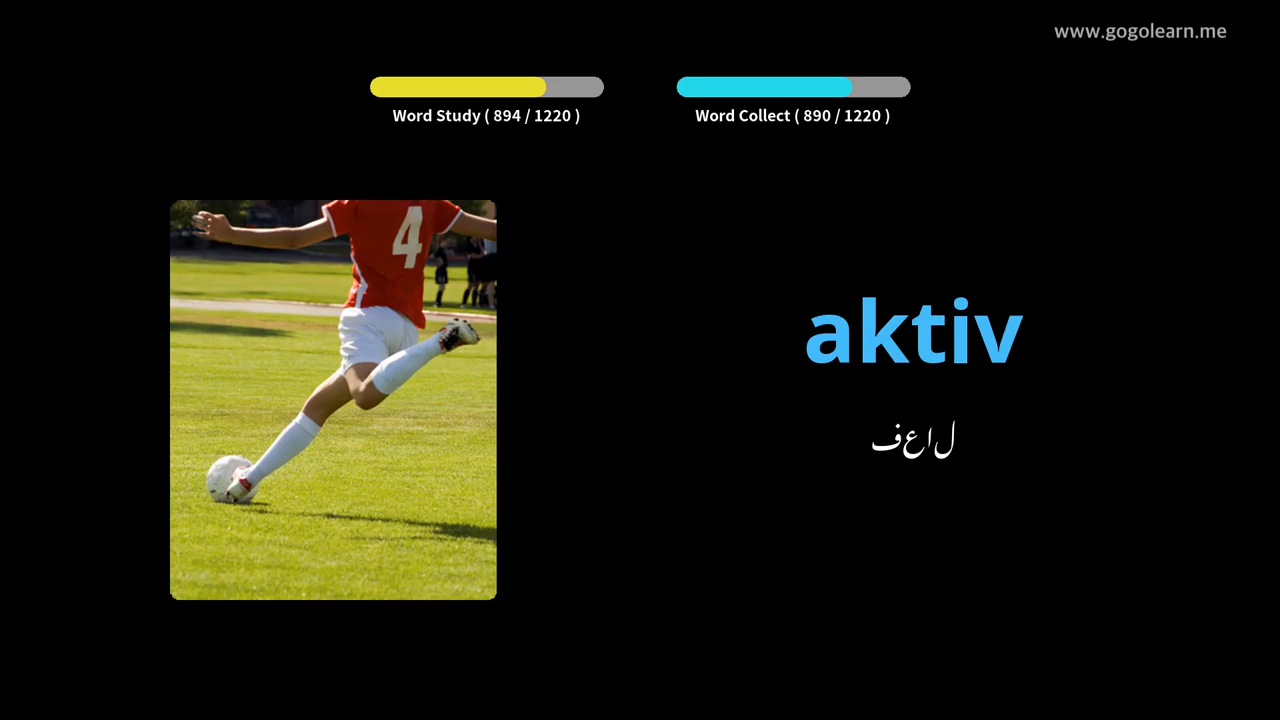 www.gogolearn.me
Word Study ( 894 / 1220 )
Word Collect ( 890 / 1220 )
4
aktiv
فعال